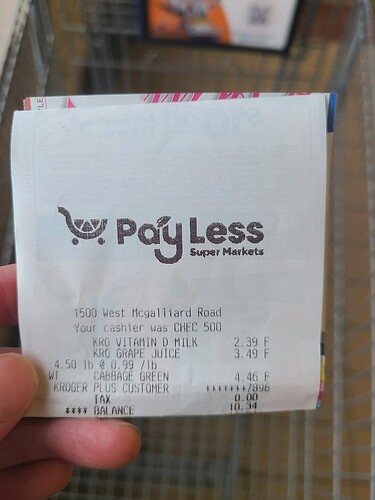 PayLess
Super Markets
1500 West Mcgalliard Road
Your cashier was CHEC 500
KRO VITAMIN D MILK 2.39 F
KRO GRAPE JUICE 3.49 F
4.50 lb @ 0.99 /lb
WT CABBAGE GREEN 4.46 F
KROGER PLUS CUSTOMER *******7896
TAX 0.00
**** BALANCE 10.34